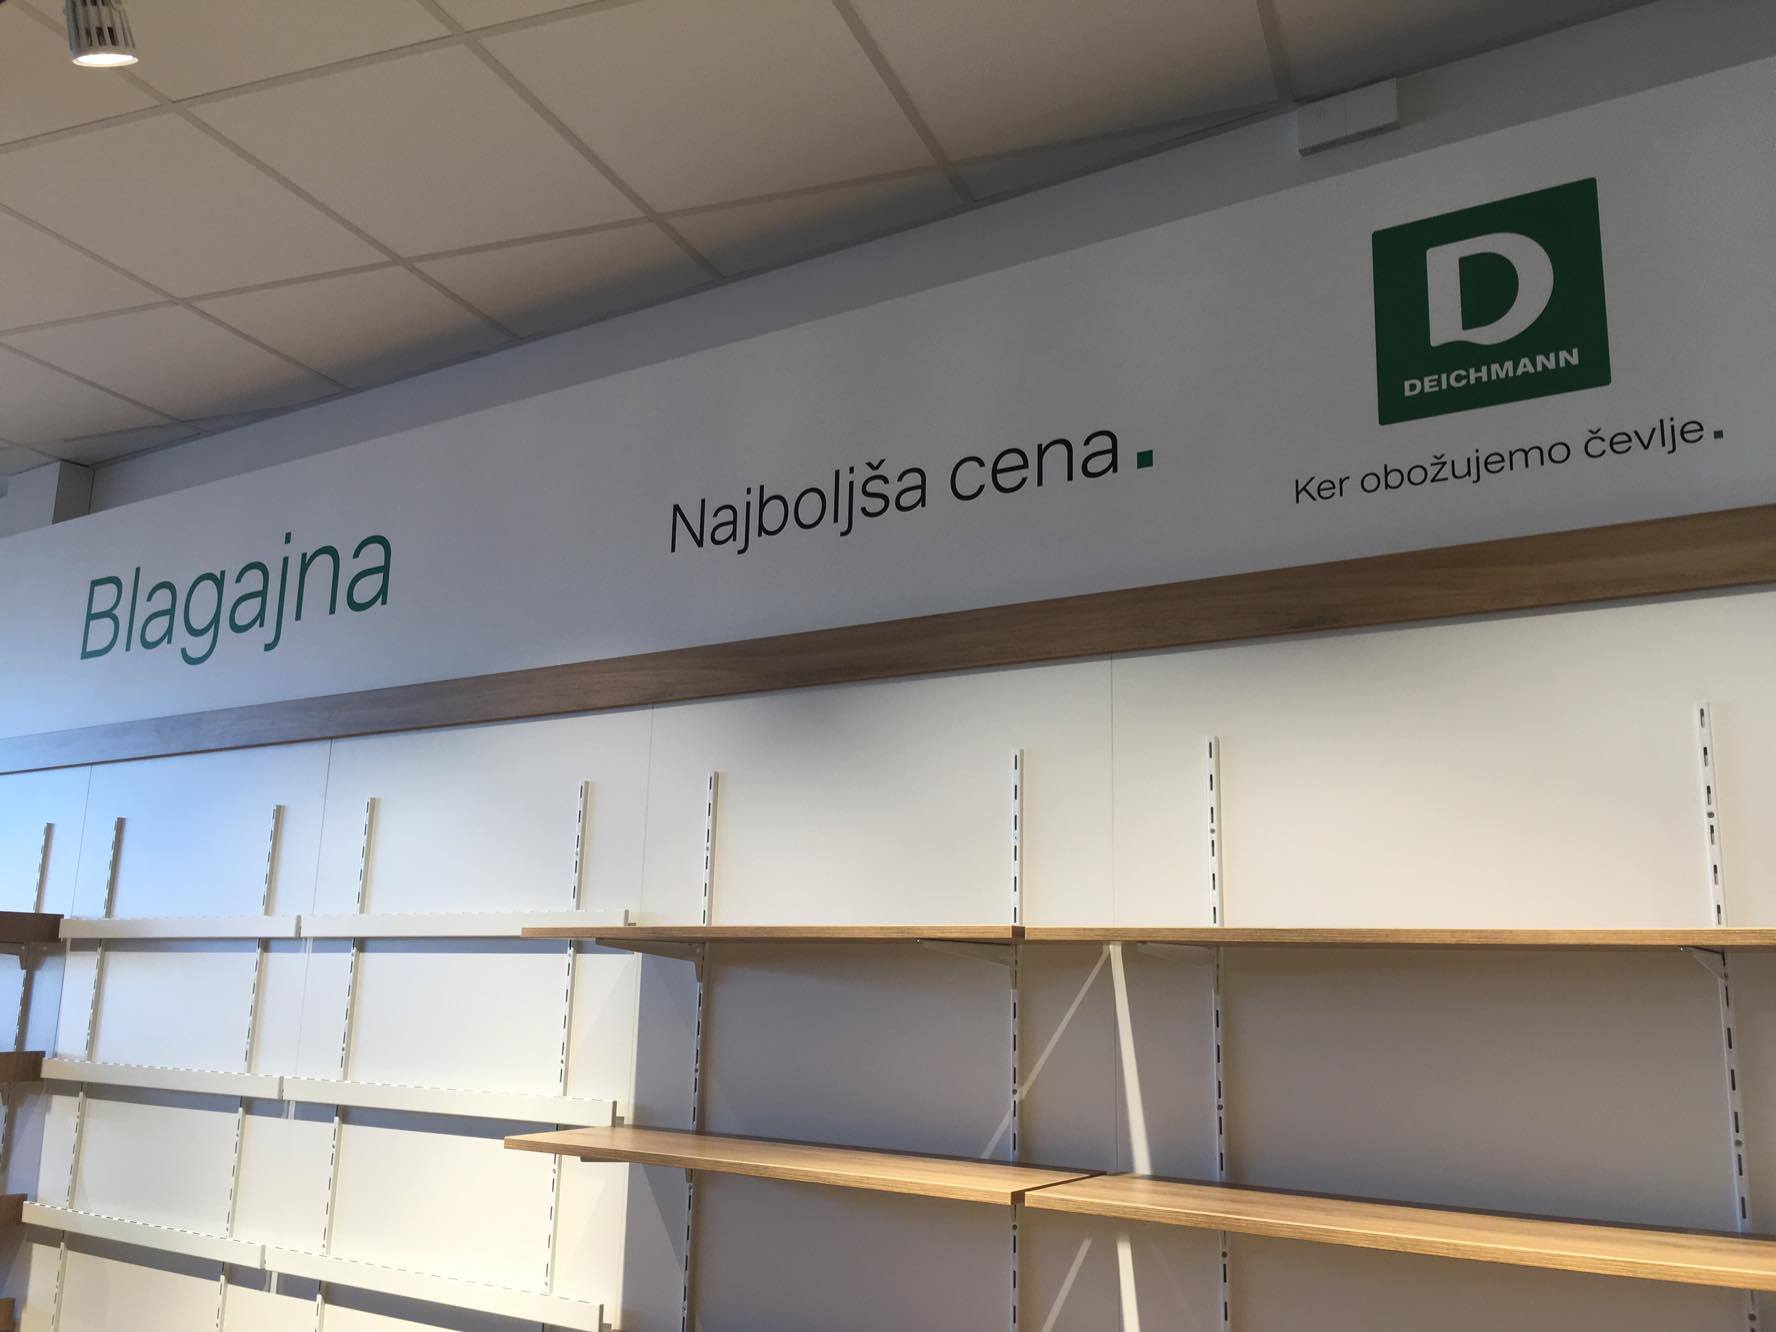 Blagajna
Najboljša cena.
D
DEICHMANN
Ker obožujemo čevlje.